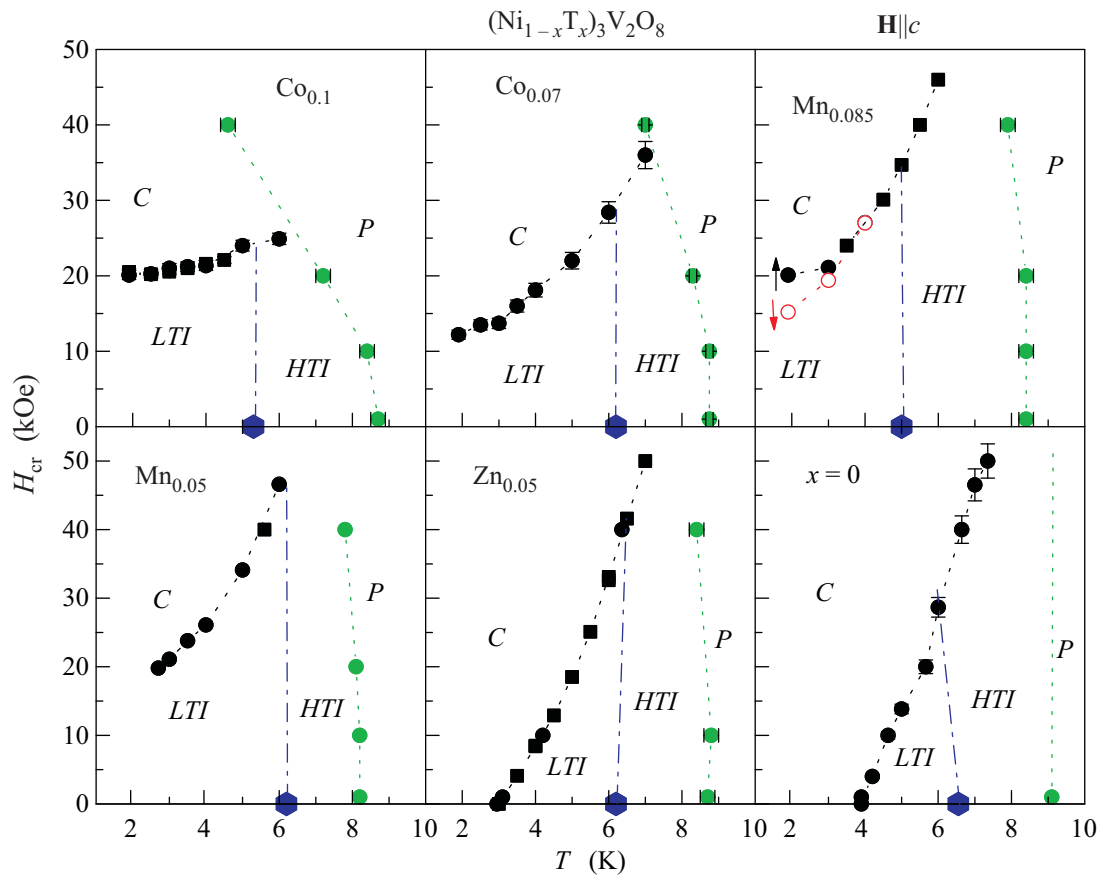 (Ni1 – xTx)3V2O8 H||c
50
40
30
20
10
0
Co0.1
C
P
LTI
HTI
Co0.07
C
P
LTI
HTI
Mn0.085
P
C
HTI
LTI
Hcr (kOe)
50
40
30
20
10
0
Mn0.05
C
P
LTI
HTI
Zn0.05
C
P
HTI
LTI
x = 0
C
P
HTI
LTI
2 4 6 8 2 4 6 8 2 4 6 8 10
T (K)